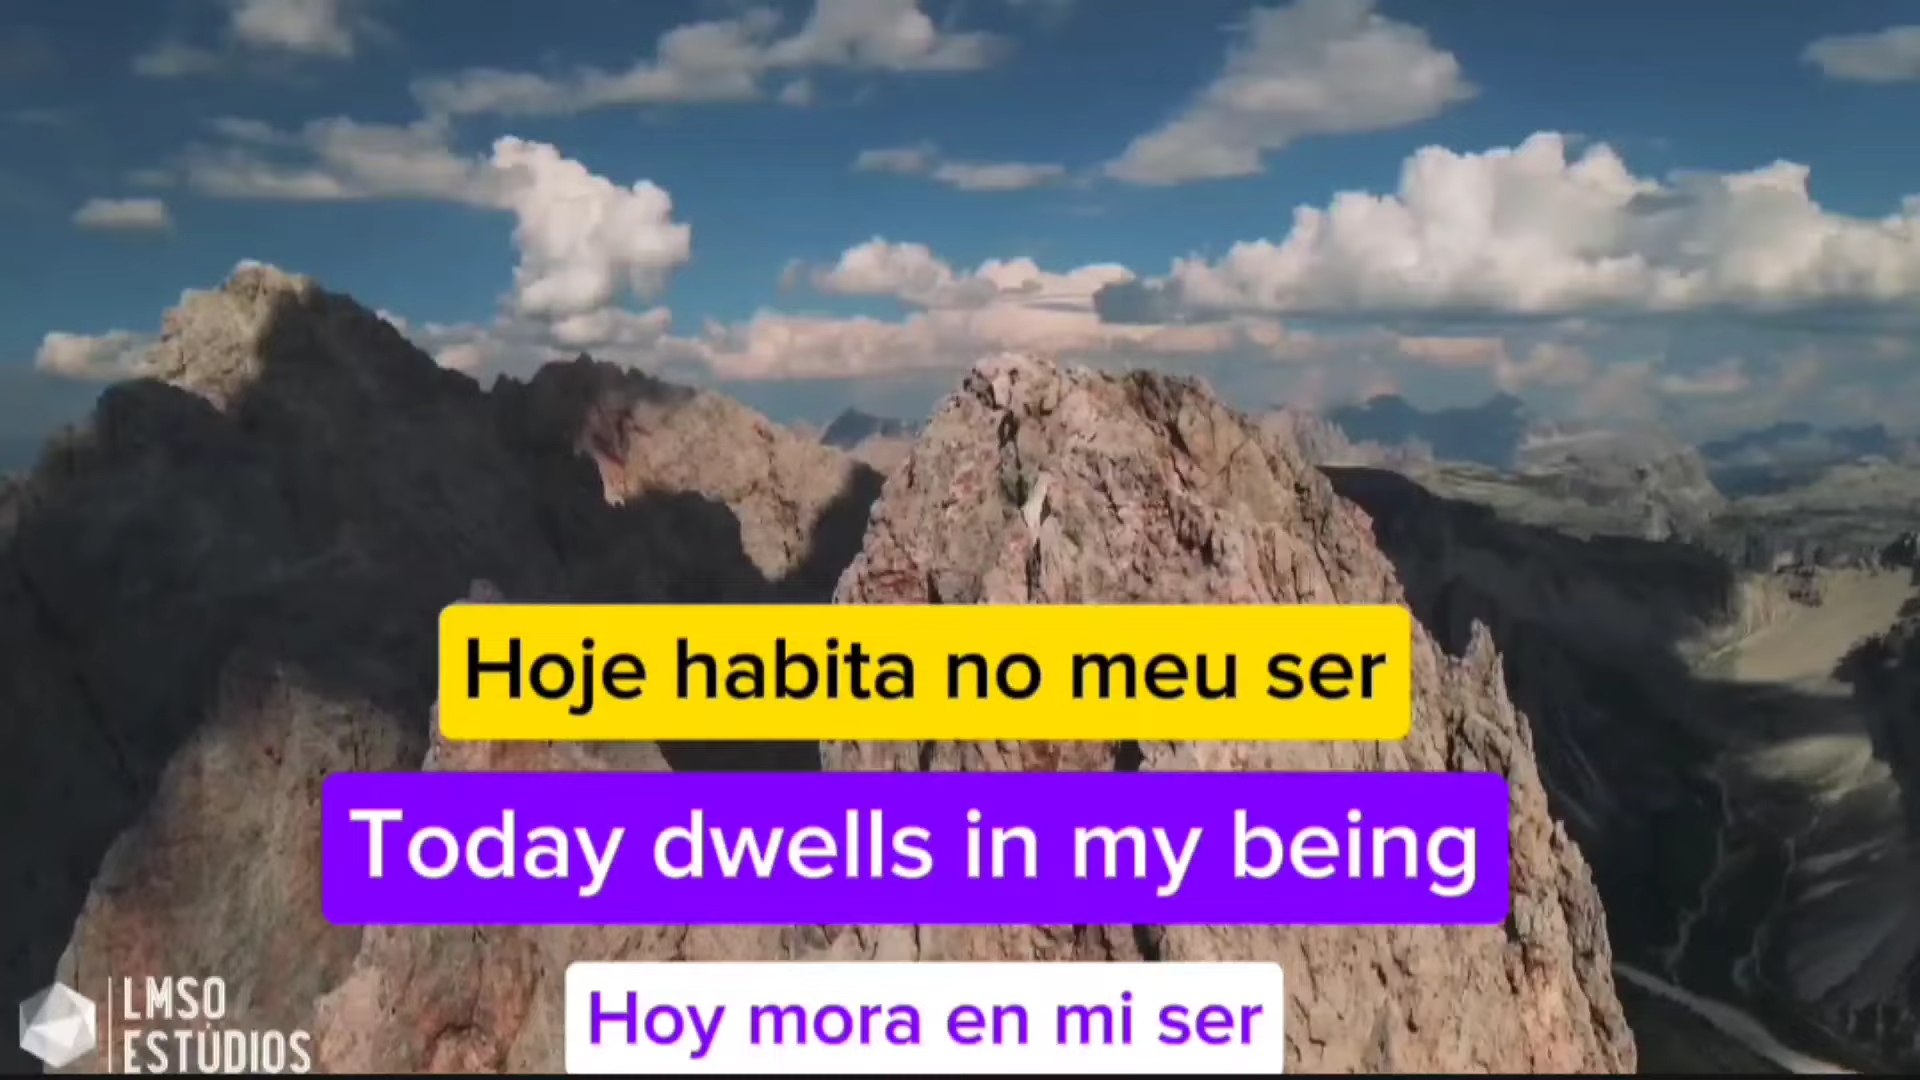 Hoje habita no meu ser
Today dwells in my being
Hoy mora en mi ser
LMSO
ESTÚDIOS